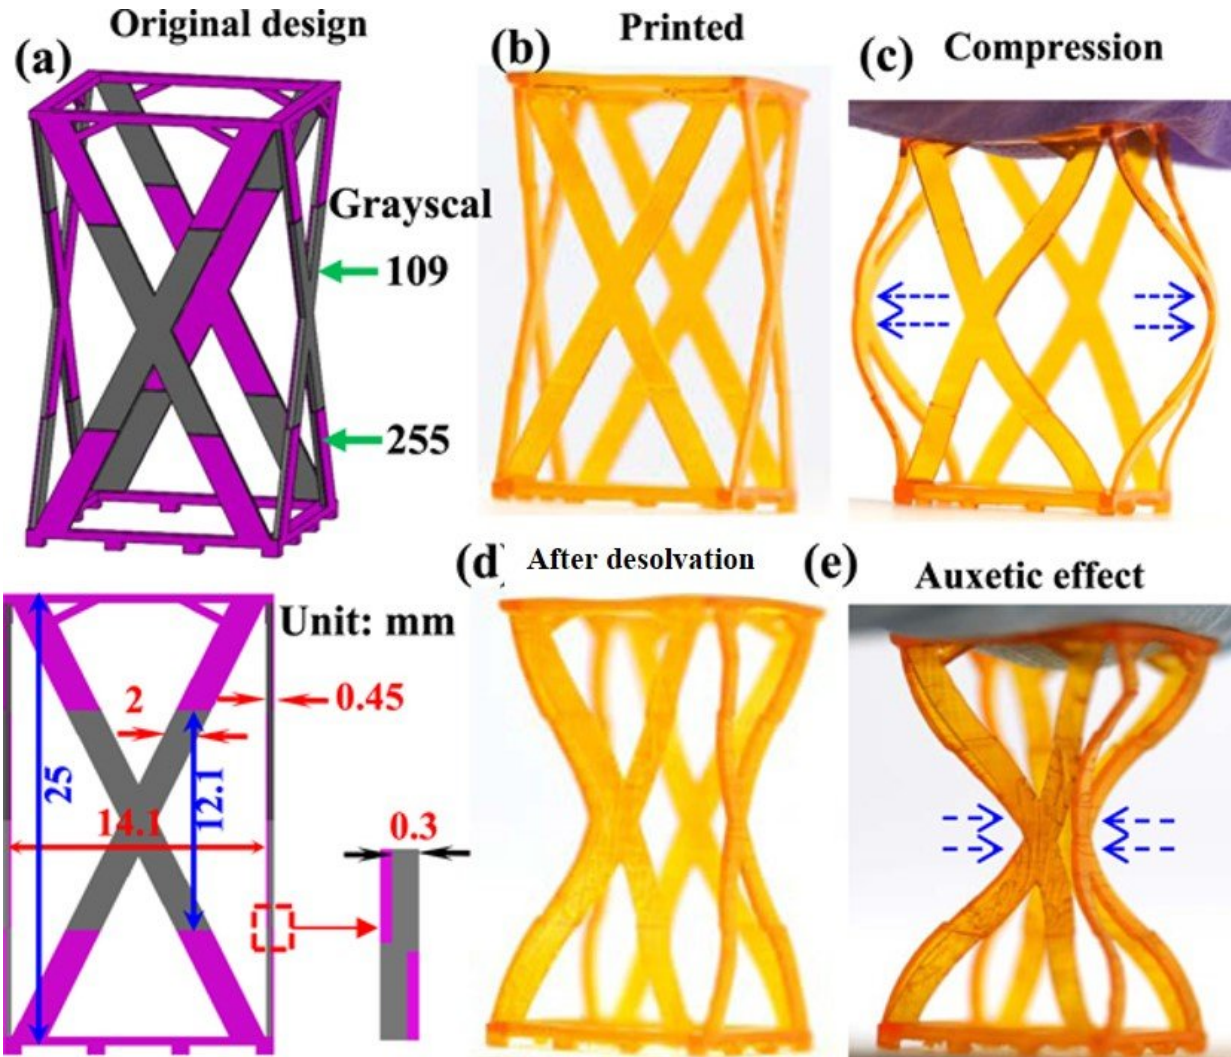 Original design
(a)
Grayscal
109
255
Printed
(b)
Compression
(c)
Unit: mm
2
0.45
25
12.1
14.1
0.3
(d)
After desolvation
(e)
Auxetic effect